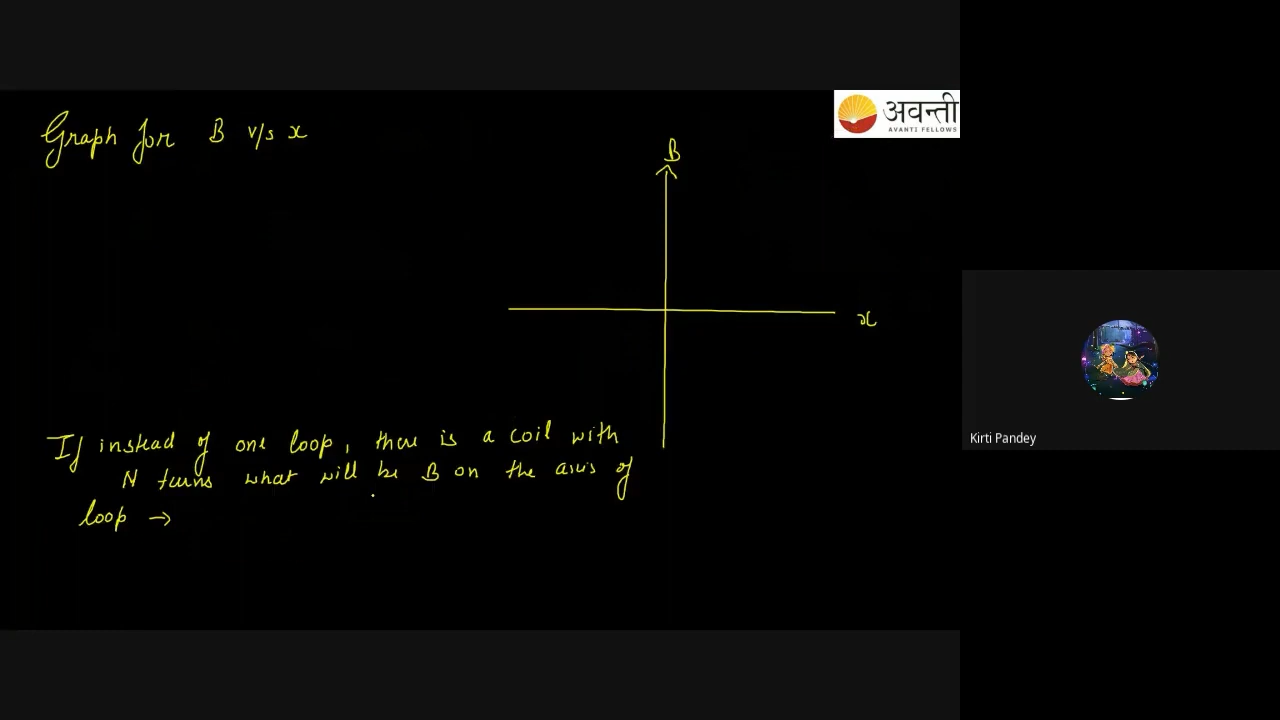 Graph for B v/s x
अवन्ती
AVANTI FELLOWS
B
x
If instead of one loop, there is a coil with
N turns what will be B on the axis of
loop →
Kirti Pandey